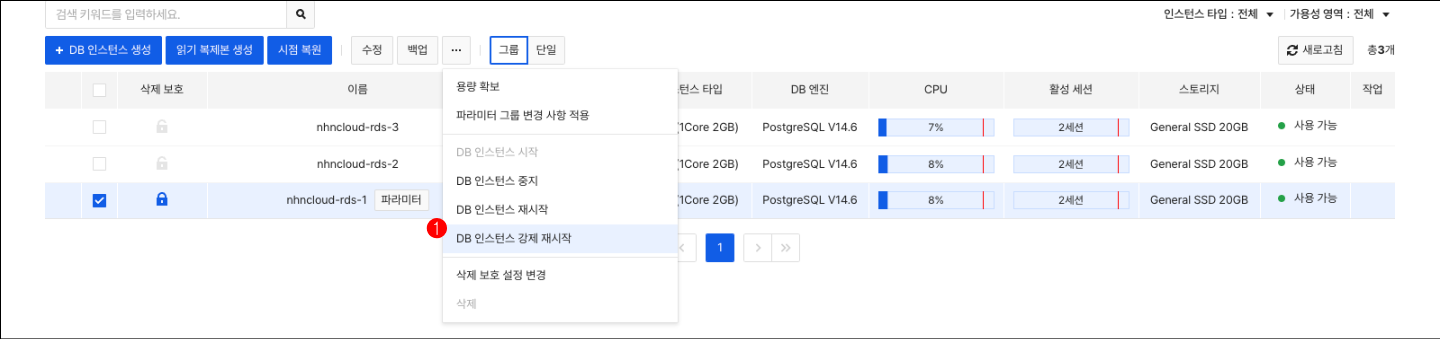 검색 키워드를 입력하세요.
인스턴스 타입 : 전체 가용성 영역 : 전체
+ DB 인스턴스 생성 읽기 복제본 생성 시점 복원 수정 백업 ... 그룹 단일 새로고침 총3개
삭제 보호 이름 스턴스 타입 DB 엔진 CPU 활성 세션 스토리지 상태 작업
nhncloud-rds-3 (1Core 2GB) PostgreSQL V14.6 7% 2세션 General SSD 20GB 사용 가능
nhncloud-rds-2 (1Core 2GB) PostgreSQL V14.6 8% 2세션 General SSD 20GB 사용 가능
nhncloud-rds-1 파라미터 (1Core 2GB) PostgreSQL V14.6 8% 2세션 General SSD 20GB 사용 가능
용량 확보
파라미터 그룹 변경 사항 적용
DB 인스턴스 시작
DB 인스턴스 중지
DB 인스턴스 재시작
1 DB 인스턴스 강제 재시작
삭제 보호 설정 변경
삭제
1